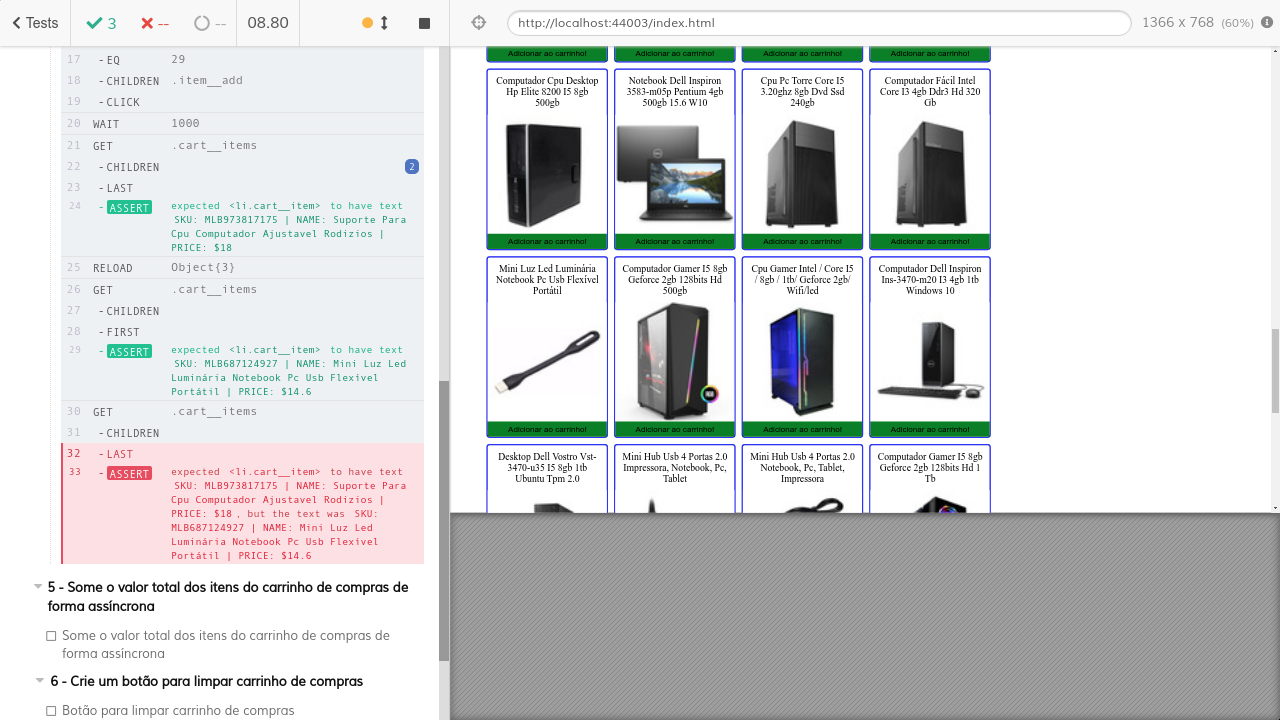 Tests
3
--
--
08.80
http://localhost:44003/index.html
1366 x 768 (60%)
17 -EQ 29
18 -CHILDREN .item__add
19 -CLICK
20 WAIT 1000
21 GET .cart__items
22 -CHILDREN 2
23 -LAST
24 -ASSERT expected <li.cart__item> to have text
SKU: MLB973817175 | NAME: Suporte Para
Cpu Computador Ajustavel Rodizios |
PRICE: $18
25 RELOAD Object{3}
26 GET .cart__items
27 -CHILDREN
28 -FIRST
29 -ASSERT expected <li.cart__item> to have text
SKU: MLB687124927 | NAME: Mini Luz Led
Luminária Notebook Pc Usb Flexível
Portátil | PRICE: $14.6
30 GET .cart__items
31 -CHILDREN
32 -LAST
33 -ASSERT expected <li.cart__item> to have text
SKU: MLB973817175 | NAME: Suporte Para
Cpu Computador Ajustavel Rodizios |
PRICE: $18 , but the text was SKU:
MLB687124927 | NAME: Mini Luz Led
Luminária Notebook Pc Usb Flexível
Portátil | PRICE: $14.6
5 - Some o valor total dos itens do carrinho de compras de
forma assíncrona
Some o valor total dos itens do carrinho de compras de
forma assíncrona
6 - Crie um botão para limpar carrinho de compras
Botão para limpar carrinho de compras
Adicionar ao carrinho!
Adicionar ao carrinho!
Adicionar ao carrinho!
Adicionar ao carrinho!
Computador Cpu Desktop
Hp Elite 8200 I5 8gb
500gb
Adicionar ao carrinho!
Notebook Dell Inspiron
3583-m05p Pentium 4gb
500gb 15.6 W10
Adicionar ao carrinho!
Cpu Pc Torre Core I5
3.20ghz 8gb Dvd Ssd
240gb
Adicionar ao carrinho!
Computador Fácil Intel
Core I3 4gb Ddr3 Hd 320
Gb
Adicionar ao carrinho!
Mini Luz Led Luminária
Notebook Pc Usb Flexível
Portátil
Adicionar ao carrinho!
Computador Gamer I5 8gb
Geforce 2gb 128bits Hd
500gb
Adicionar ao carrinho!
Cpu Gamer Intel / Core I5
/ 8gb / 1tb/ Geforce 2gb/
Wifi/led
Adicionar ao carrinho!
Computador Dell Inspiron
Ins-3470-m20 I3 4gb 1tb
Windows 10
Adicionar ao carrinho!
Desktop Dell Vostro Vst-
3470-u35 I5 8gb 1tb
Ubuntu Tpm 2.0
Mini Hub Usb 4 Portas 2.0
Impressora, Notebook, Pc,
Tablet
Mini Hub Usb 4 Portas 2.0
Notebook, Pc, Tablet,
Impressora
Computador Gamer I5 8gb
Geforce 2gb 128bits Hd 1
Tb